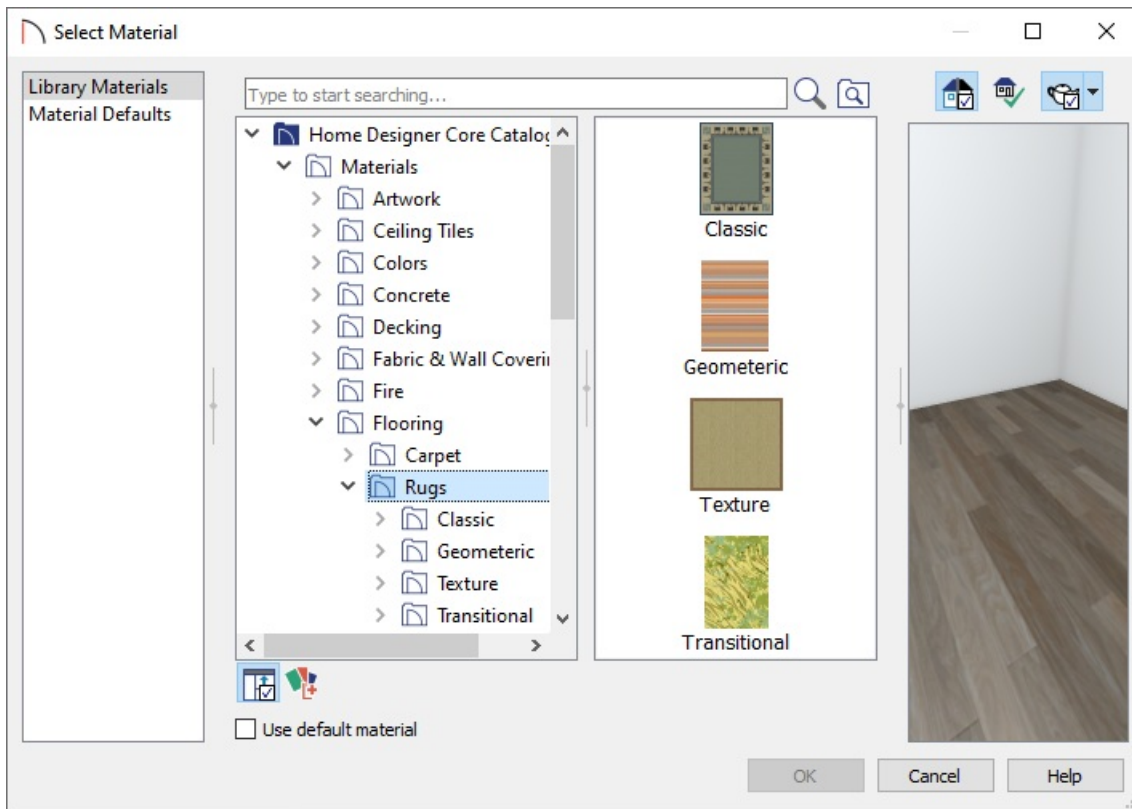 Select Material
Library Materials
Material Defaults
Type to start searching...
Home Designer Core Catalog
Materials
Artwork
Ceiling Tiles
Colors
Concrete
Decking
Fabric & Wall Coverin
Fire
Flooring
Carpet
Rugs
Classic
Geometeric
Texture
Transitional
Classic
Geometeric
Texture
Transitional
Use default material
OK
Cancel
Help